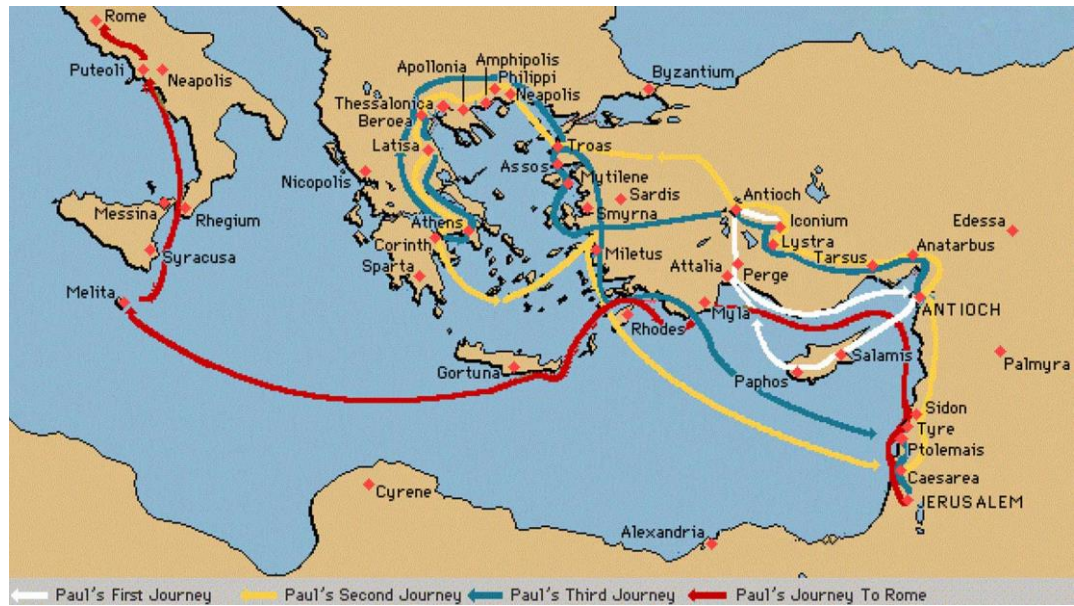 Rome
Puteoli
Neapolis
Messina
Rhegium
Syracusa
Melita
Amphipolis
Apollonia
Philippi
Neapolis
Thessalonica
Beroea
Latisa
Nicopolis
Athens
Corinth
Sparta
Gortuna
Byzantium
Troas
Assos
Mytilene
Sardis
Smyrna
Miletus
Rhodes
Antioch
Iconium
Lystra
Tarsus
Anatarbus
Edessa
Attalia
Perge
Myla
ANTIOCH
Salamis
Paphos
Palmyra
Sidon
Tyre
Ptolemais
Caesarea
JERUSALEM
Cyrene
Alexandria
Paul's First Journey
Paul's Second Journey
Paul's Third Journey
Paul's Journey To Rome